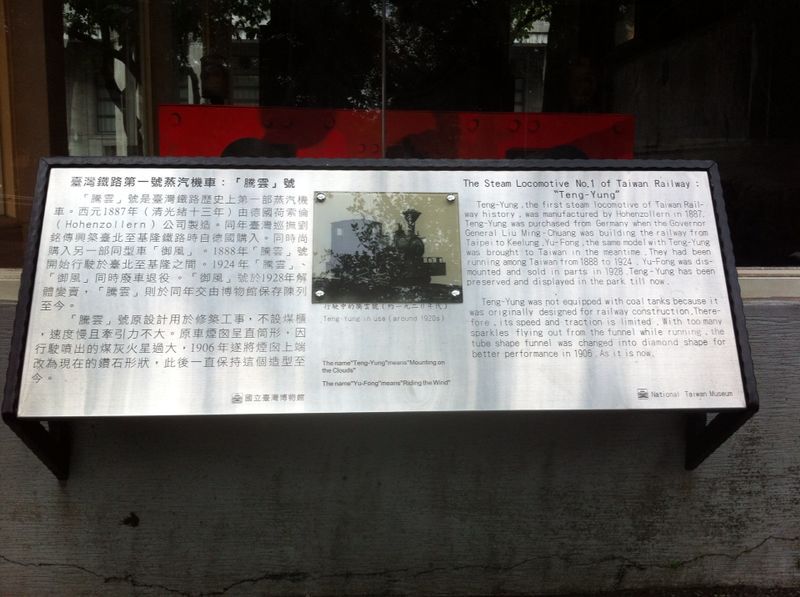 臺灣鐵路第一號蒸汽機車：「騰雲」號
「騰雲」號是臺灣鐵路歷史上第一部蒸汽機
車。西元1887年（清光緒十三年）由德國荷索倫
（Hohenzollern）公司製造。同年臺灣巡撫劉
銘傳興築臺北至基隆鐵路時自德國購入。同時尚
購入另一部同型車「御風」。1888年「騰雲」號
開始行駛於臺北至基隆之間。1924年「騰雲」、
「御風」同時廢車退役。「御風」號於1928年解
體變賣，「騰雲」則於同年交由博物館保存陳列
至今。
「騰雲」號原設計用於修築工事，不設煤櫃
，速度慢且牽引力不大。原車煙囪呈直筒形，因
行駛噴出的煤灰火星過大，1906年遂將煙囪上端
改為現在的鑽石形狀，此後一直保持這個造型至
今。
國立臺灣博物館
行駛中的騰雲號（約一九二０年代）
Teng-Yung in use (around 1920s)
The name"Teng-Yung"means"Mounting on
the Clouds"
The name"Yu-Fong"means"Riding the Wind"
The Steam Locomotive No.1 of Taiwan Railway :
"Teng-Yung"
Teng-Yung, the first steam locomotive of Taiwan Rail-
way history, was manufactured by Hohenzollern in 1887.
Teng-Yung was purchased from Germany when the Governor
General Liu Ming-Chuang was building the railway from
Taipei to Keelung. Yu-Fong, the same model with Teng-Yung
was brought to Taiwan in the meantime. They had been
running among Taiwan from 1888 to 1924. Yu-Fong was dis-
mounted and sold in parts in 1928. Teng-Yung has been
preserved and displayed in the park till now.
Teng-Yung was not equipped with coal tanks because it
was originally designed for railway construction. There-
fore, its speed and traction is limited. With too many
sparkles flying out from the funnel while running, the
tube shape funnel was changed into diamond shape for
better performance in 1906. As it is now.
National Taiwan Museum